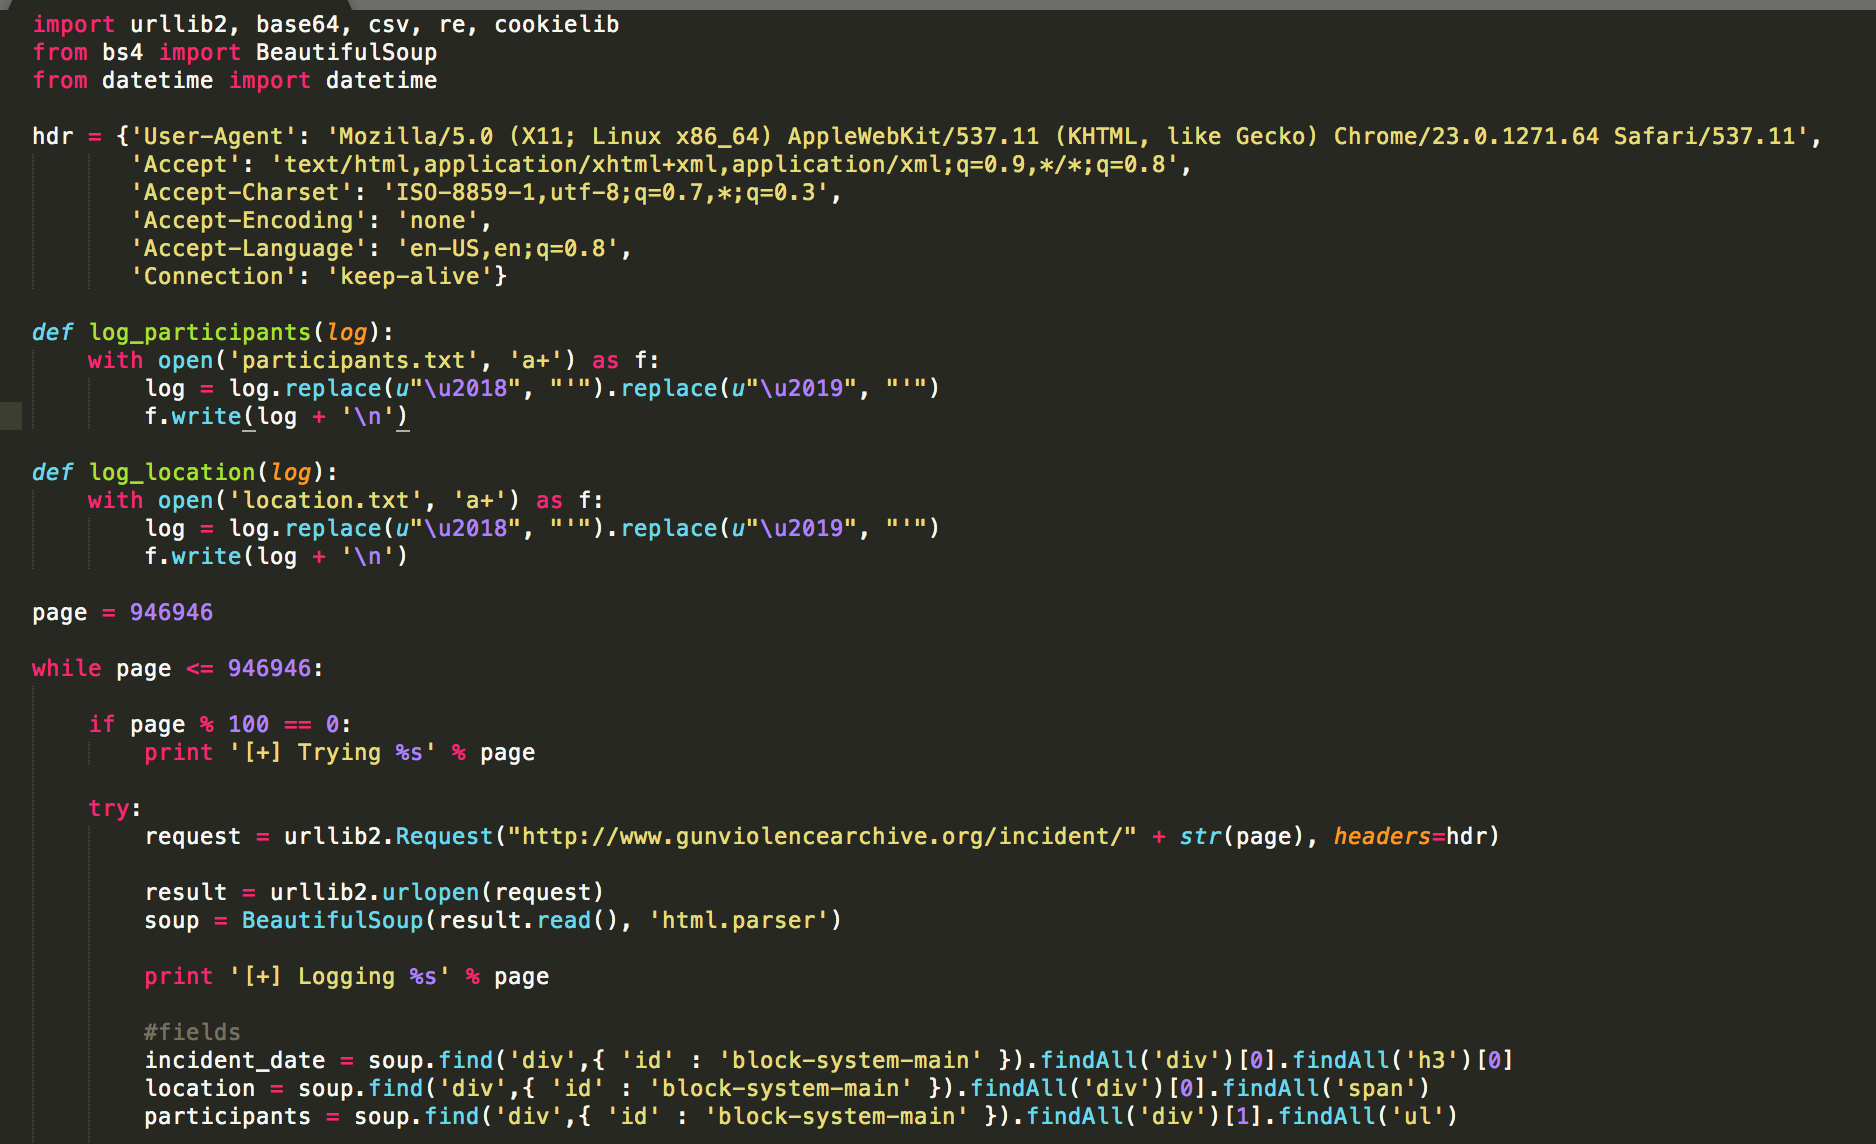 import urllib2, base64, csv, re, cookielib
from bs4 import BeautifulSoup
from datetime import datetime
hdr = {'User-Agent': 'Mozilla/5.0 (X11; Linux x86_64) AppleWebKit/537.11 (KHTML, like Gecko) Chrome/23.0.1271.64 Safari/537.11',
'Accept': 'text/html,application/xhtml+xml,application/xml;q=0.9,*/*;q=0.8',
'Accept-Charset': 'ISO-8859-1,utf-8;q=0.7,*;q=0.3',
'Accept-Encoding': 'none',
'Accept-Language': 'en-US,en;q=0.8',
'Connection': 'keep-alive'}
def log_participants(log):
with open('participants.txt', 'a+') as f:
log = log.replace(u"\u2018", "'").replace(u"\u2019", "'")
f.write(log + '\n')
def log_location(log):
with open('location.txt', 'a+') as f:
log = log.replace(u"\u2018", "'").replace(u"\u2019", "'")
f.write(log + '\n')
page = 946946
while page <= 946946:
if page % 100 == 0:
print '[+] Trying %s' % page
try:
request = urllib2.Request("http://www.gunviolencearchive.org/incident/" + str(page), headers=hdr)
result = urllib2.urlopen(request)
soup = BeautifulSoup(result.read(), 'html.parser')
print '[+] Logging %s' % page
#fields
incident_date = soup.find('div',{ 'id' : 'block-system-main' }).findAll('div')[0].findAll('h3')[0]
location = soup.find('div',{ 'id' : 'block-system-main' }).findAll('div')[0].findAll('span')
participants = soup.find('div',{ 'id' : 'block-system-main' }).findAll('div')[1].findAll('ul')